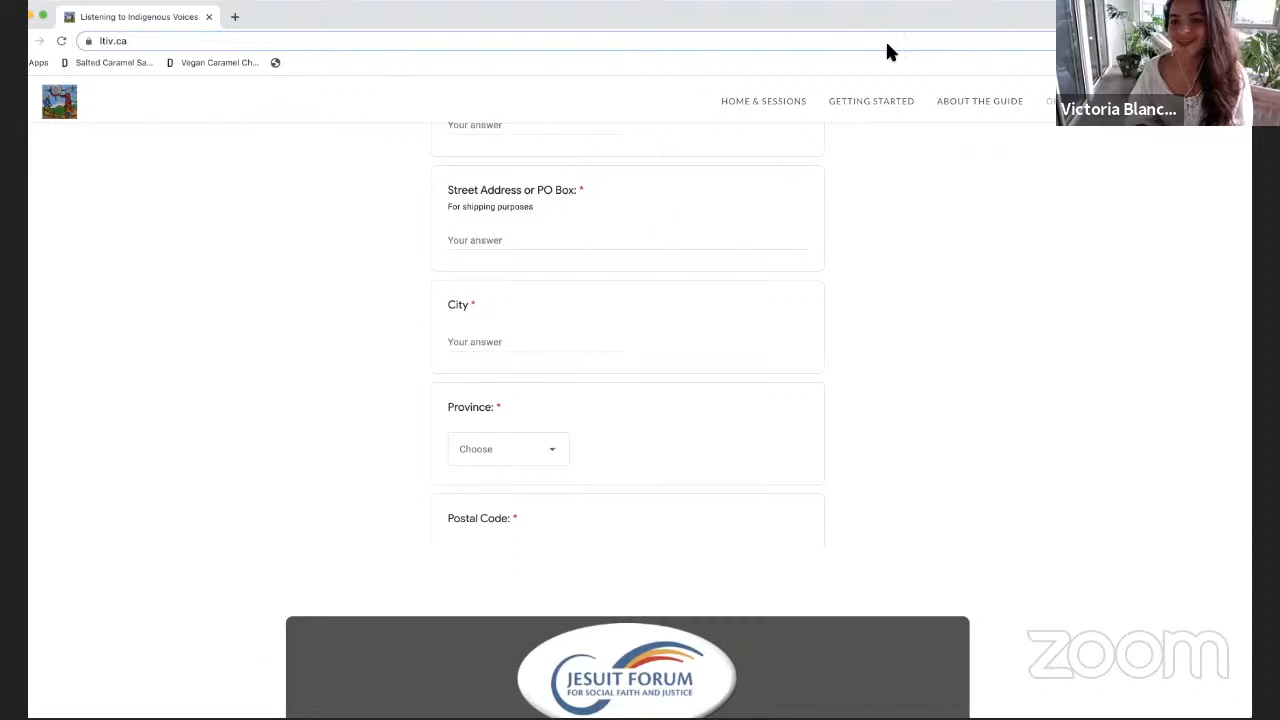 Listening to Indigenous Voices
ltiv.ca
Apps
Salted Caramel Sa...
Vegan Caramel Ch...
HOME & SESSIONS
GETTING STARTED
ABOUT THE GUIDE
Victoria Blanc...
Your answer
Street Address or PO Box: *
For shipping purposes
Your answer
City *
Your answer
Province: *
Choose
Postal Code: *
zoom
JESUIT FORUM
FOR SOCIAL FAITH AND JUSTICE